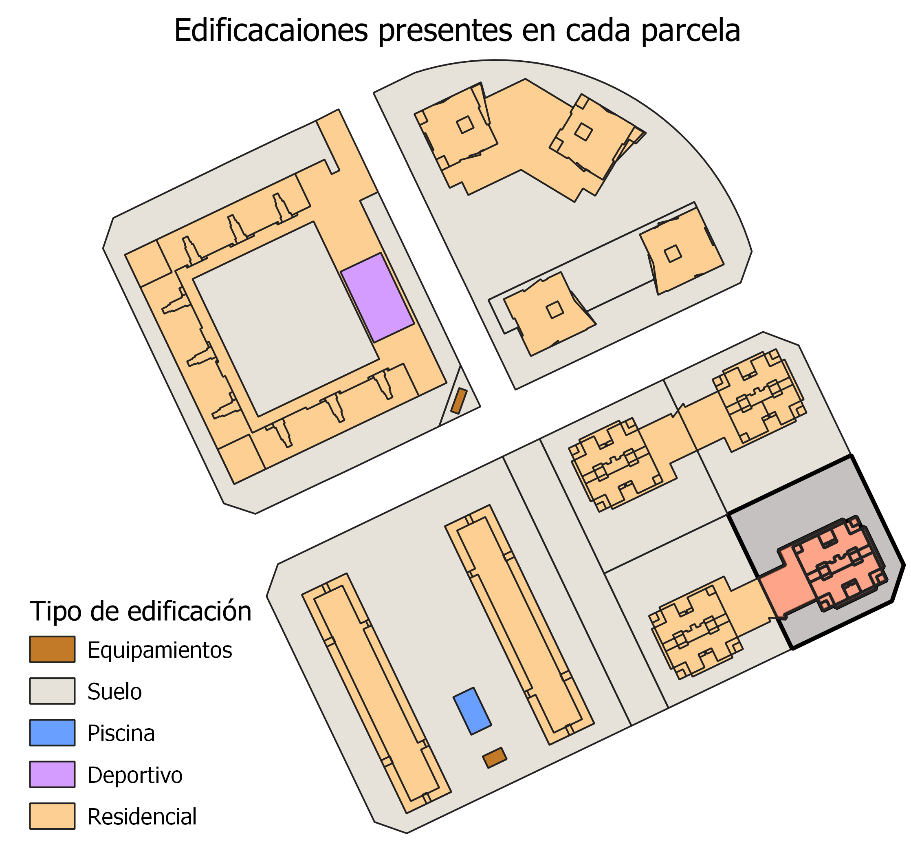 Edificacaiones presentes en cada parcela
Tipo de edificación
Equipamientos
Suelo
Piscina
Deportivo
Residencial